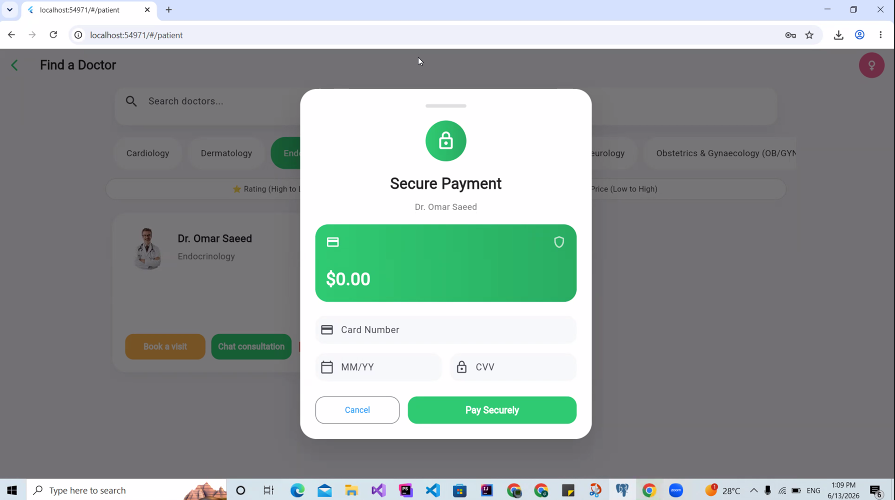 localhost:54971/#/patient
localhost:54971/#/patient
Find a Doctor
Search doctors...
Cardiology
Dermatology
Obstetrics & Gynaecology (OB/GYN
Rating (High to
Price (Low to High)
Dr. Omar Saeed
Endocrinology
Book a visit
Chat consultation
Secure Payment
Dr. Omar Saeed
$0.00
Card Number
MM/YY
CVV
Cancel
Pay Securely
Type here to search
zoom
28°C
ENG
1:09 PM
6/13/2026
6